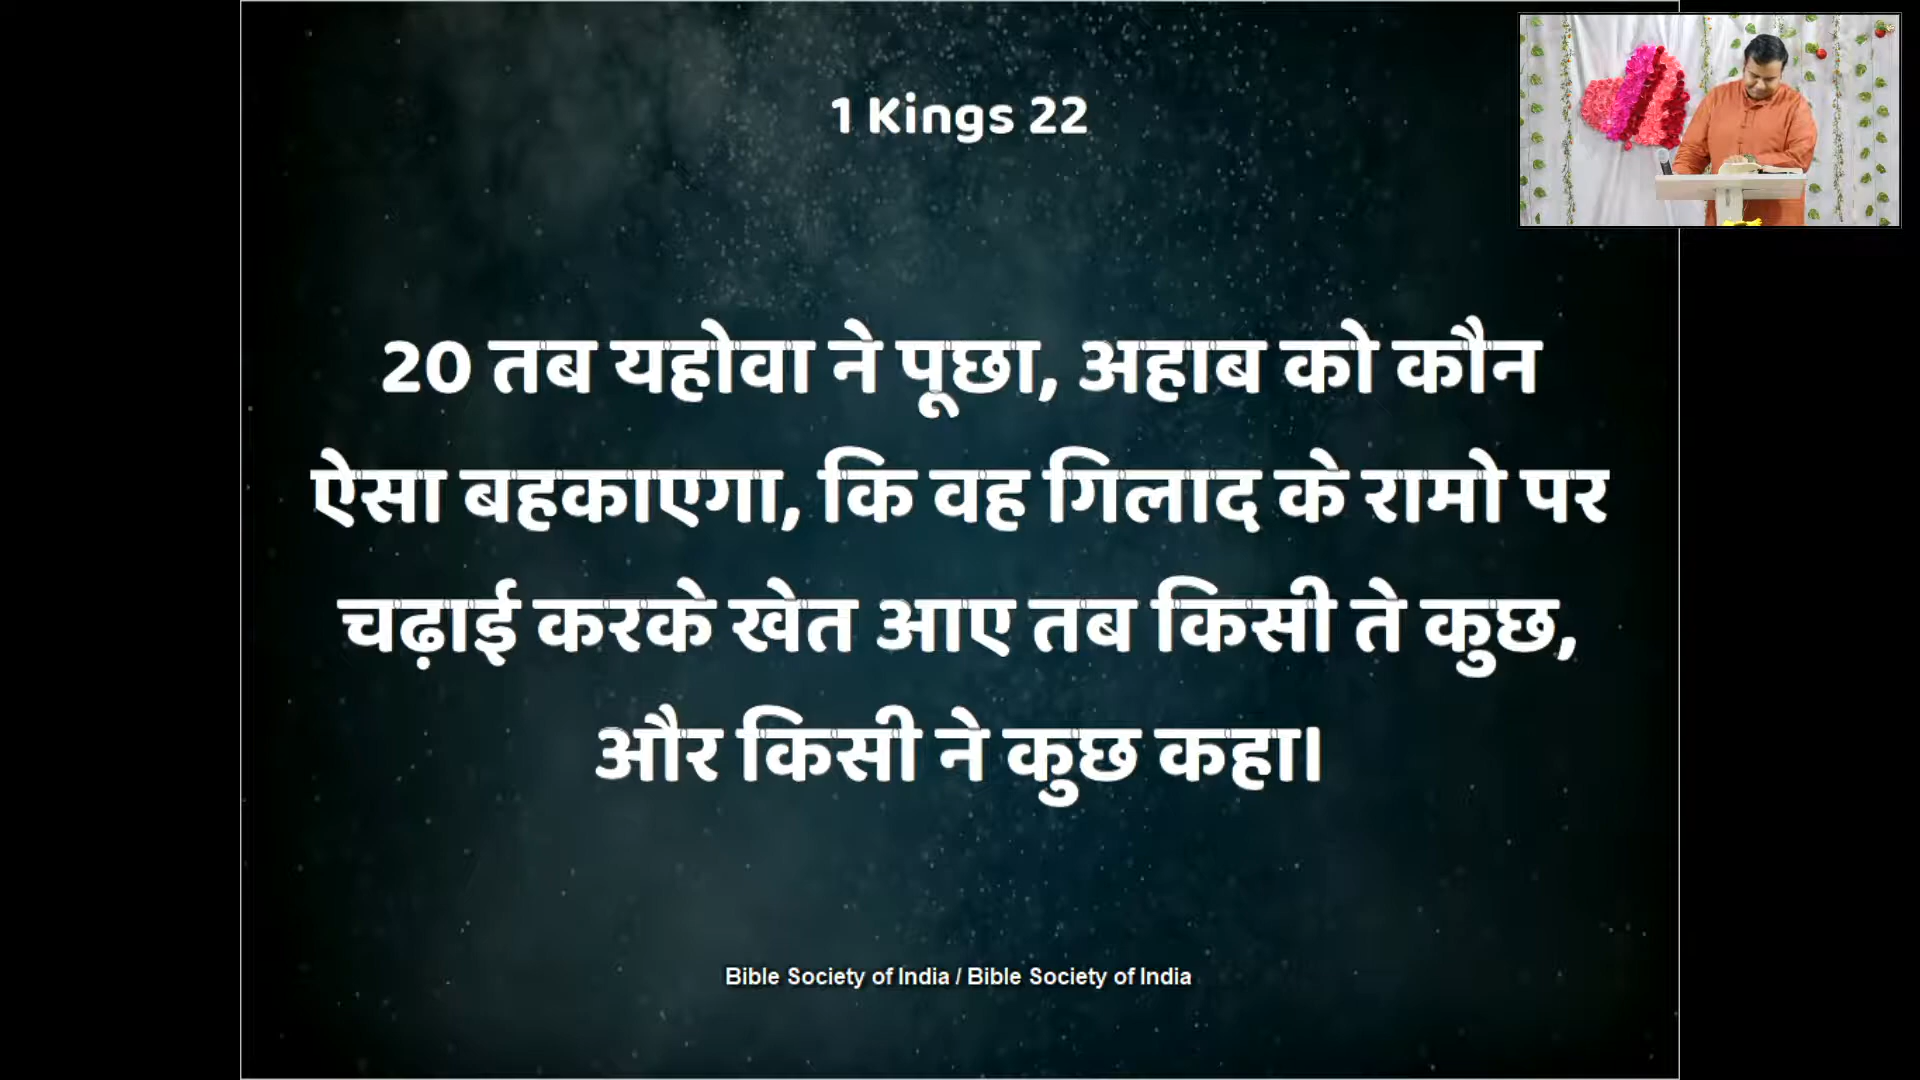 1 Kings 22
20 तब यहोवा ने पूछा, अहाब को कौन
ऐसा बहकाएगा, कि वह गिलाद के रामो पर
चढ़ाई करके खेत आए तब किसी ते कुछ,
और किसी ने कुछ कहा।
Bible Society of India / Bible Society of India